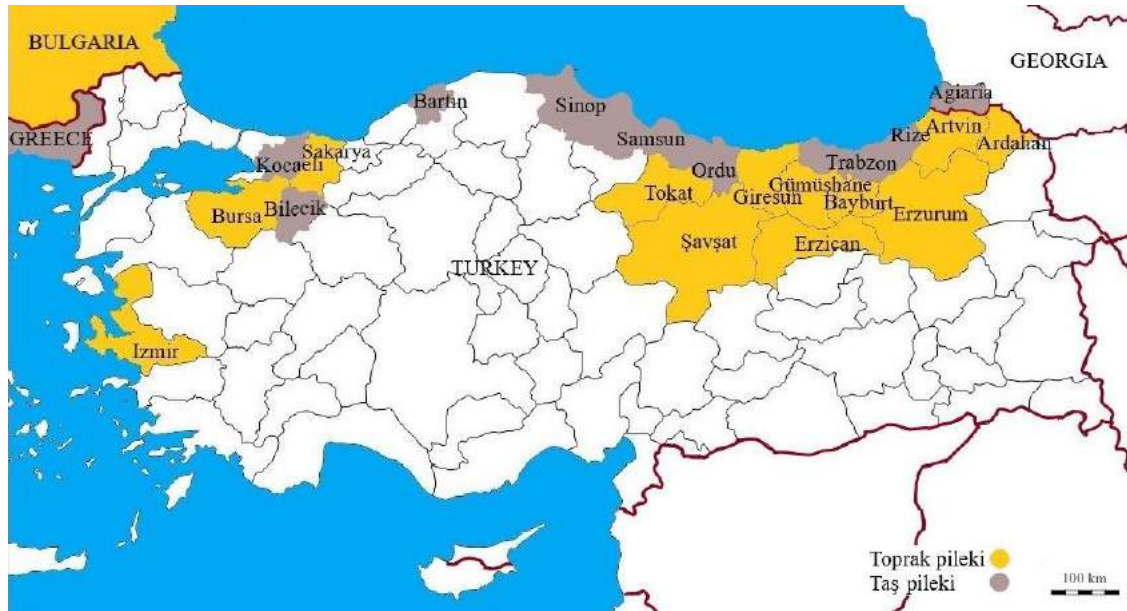 BULGARIA
GEORGIA
GREECE
Bartın
Sinop
Agiaria
Samsun
Rize
Artvin
Ardahan
Kocaeli
Sakarya
Ordu
Trabzon
Tokat
Giresun
Gümüşhane
Bayburt
Erzurum
Bursa
Bilecik
Şavşat
Erzican
TURKEY
Izmir
Toprak pileki
Taş pileki
100 km